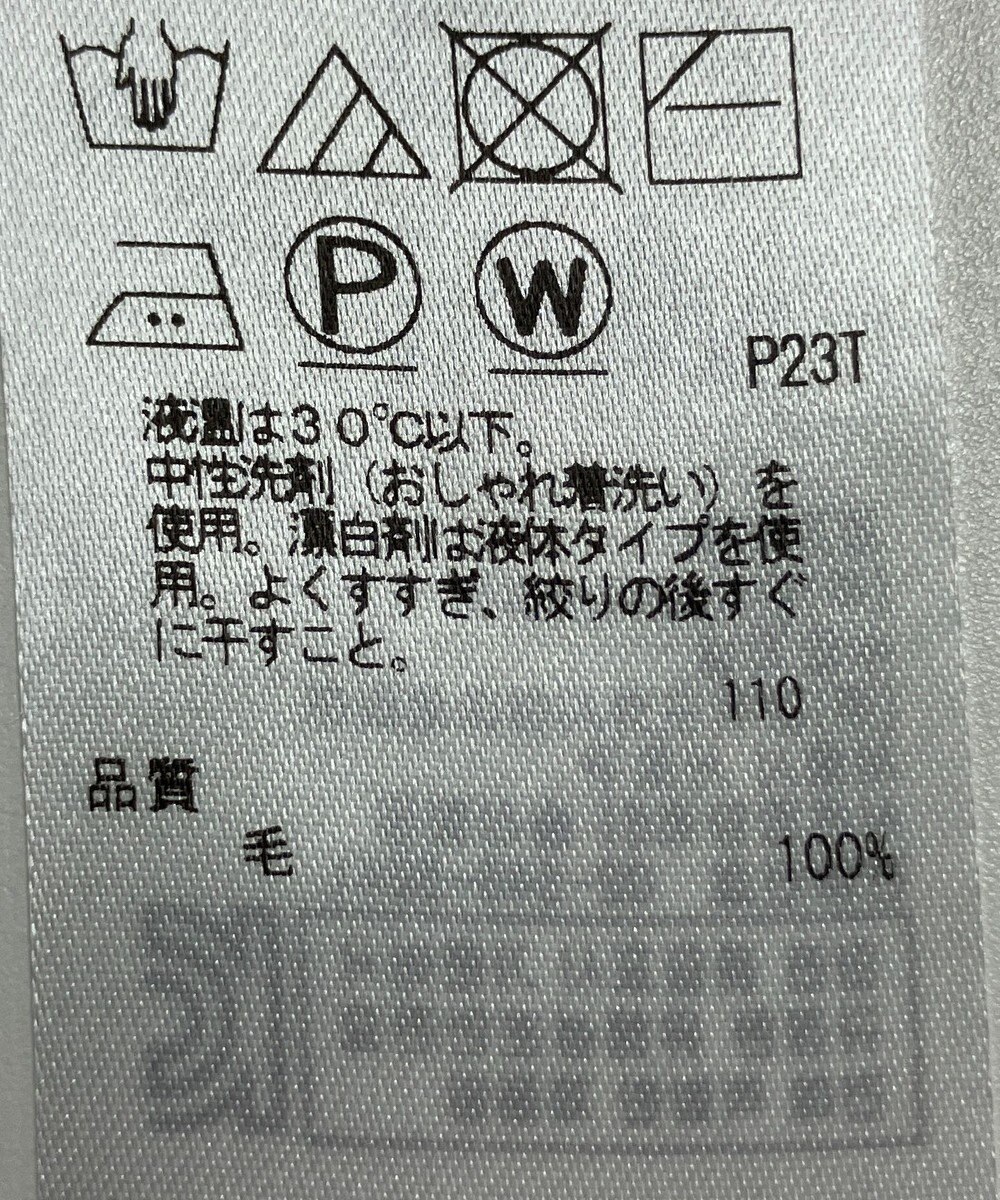 P
W
P23T
液温は30℃以下。
中性洗剤（おしゃれ着洗い）を
使用。漂白剤は液体タイプを使
用。よくすすぎ、絞りの後すぐ
に干すこと。
110
品質
毛 100%